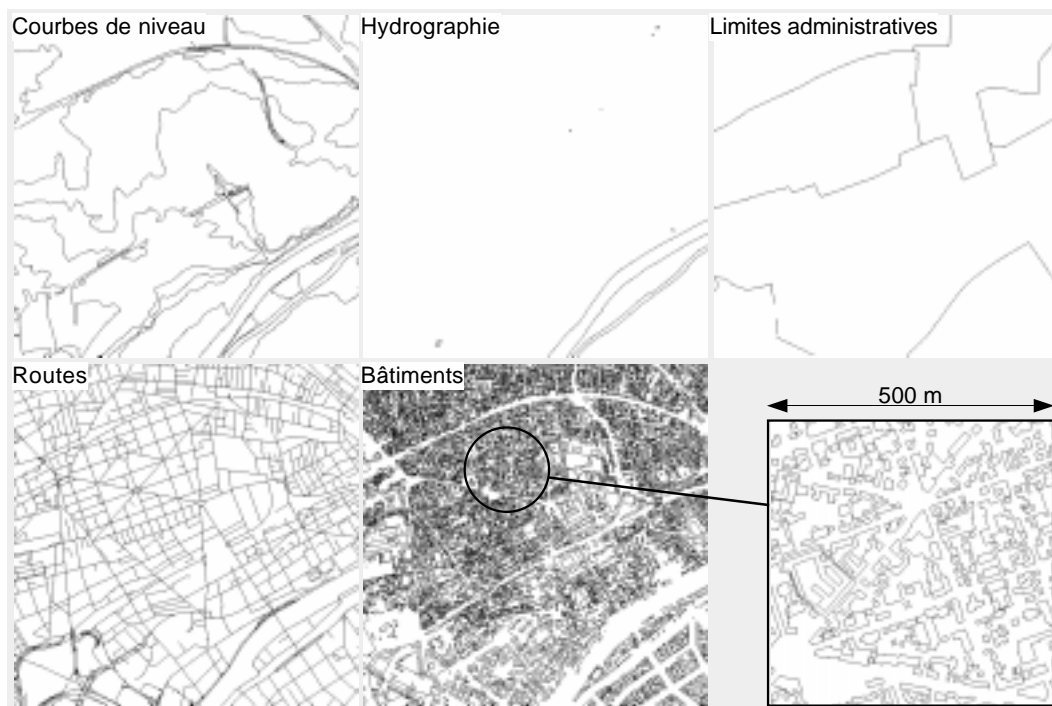 Courbes de niveau
Hydrographie
Limites administratives
Routes
Bâtiments
500 m